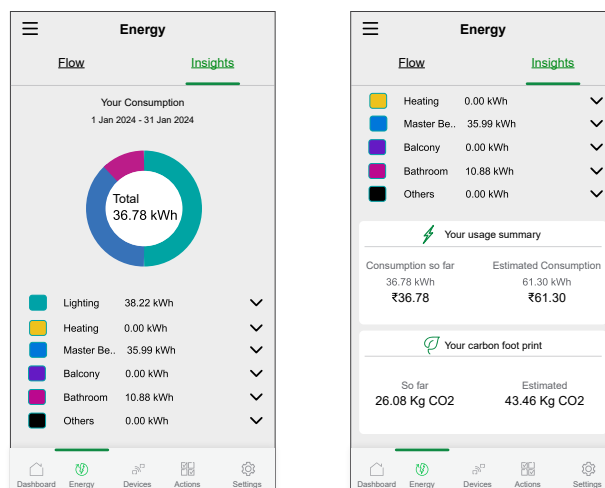 Energy
Flow Insights
Your Consumption
1 Jan 2024 - 31 Jan 2024
Total
36.78 kWh
Lighting 38.22 kWh
Heating 0.00 kWh
Master Be.. 35.99 kWh
Balcony 0.00 kWh
Bathroom 10.88 kWh
Others 0.00 kWh
Dashboard Energy Devices Actions Settings
Energy
Flow Insights
Heating 0.00 kWh
Master Be.. 35.99 kWh
Balcony 0.00 kWh
Bathroom 10.88 kWh
Others 0.00 kWh
Your usage summary
Consumption so far Estimated Consumption
36.78 kWh 61.30 kWh
₹36.78 ₹61.30
Your carbon foot print
So far Estimated
26.08 Kg CO2 43.46 Kg CO2
Dashboard Energy Devices Actions Settings